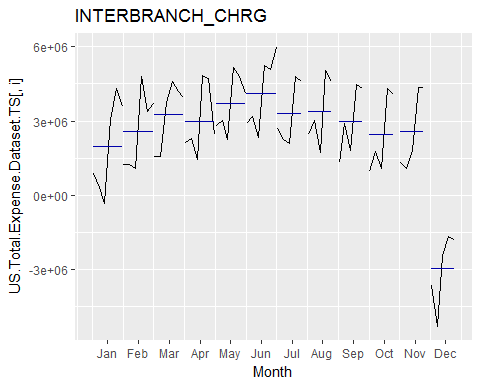 INTERBRANCH_CHRG
US.Total.Expense.Dataset.TS[, i]
6e+06
3e+06
0e+00
-3e+06
Jan Feb Mar Apr May Jun Jul Aug Sep Oct Nov Dec
Month